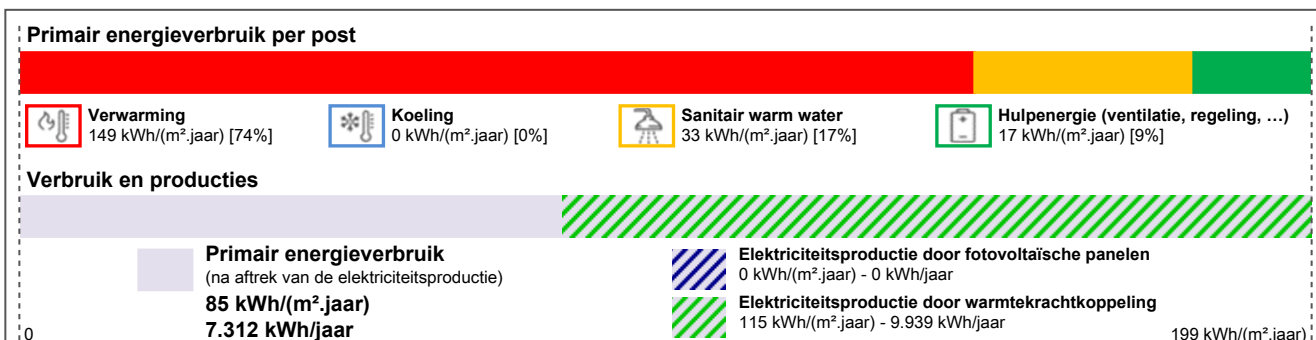 Primair energieverbruik per post
Verwarming
149 kWh/(m².jaar) [74%]
Koeling
0 kWh/(m².jaar) [0%]
Sanitair warm water
33 kWh/(m².jaar) [17%]
Hulpenergie (ventilatie, regeling, …)
17 kWh/(m².jaar) [9%]
Verbruik en producties
Primair energieverbruik
(na aftrek van de elektriciteitsproductie)
85 kWh/(m².jaar)
7.312 kWh/jaar
Elektriciteitsproductie door fotovoltaïsche panelen
0 kWh/(m².jaar) - 0 kWh/jaar
Elektriciteitsproductie door warmtekrachtkoppeling
115 kWh/(m².jaar) - 9.939 kWh/jaar
0
199 kWh/(m².jaar)